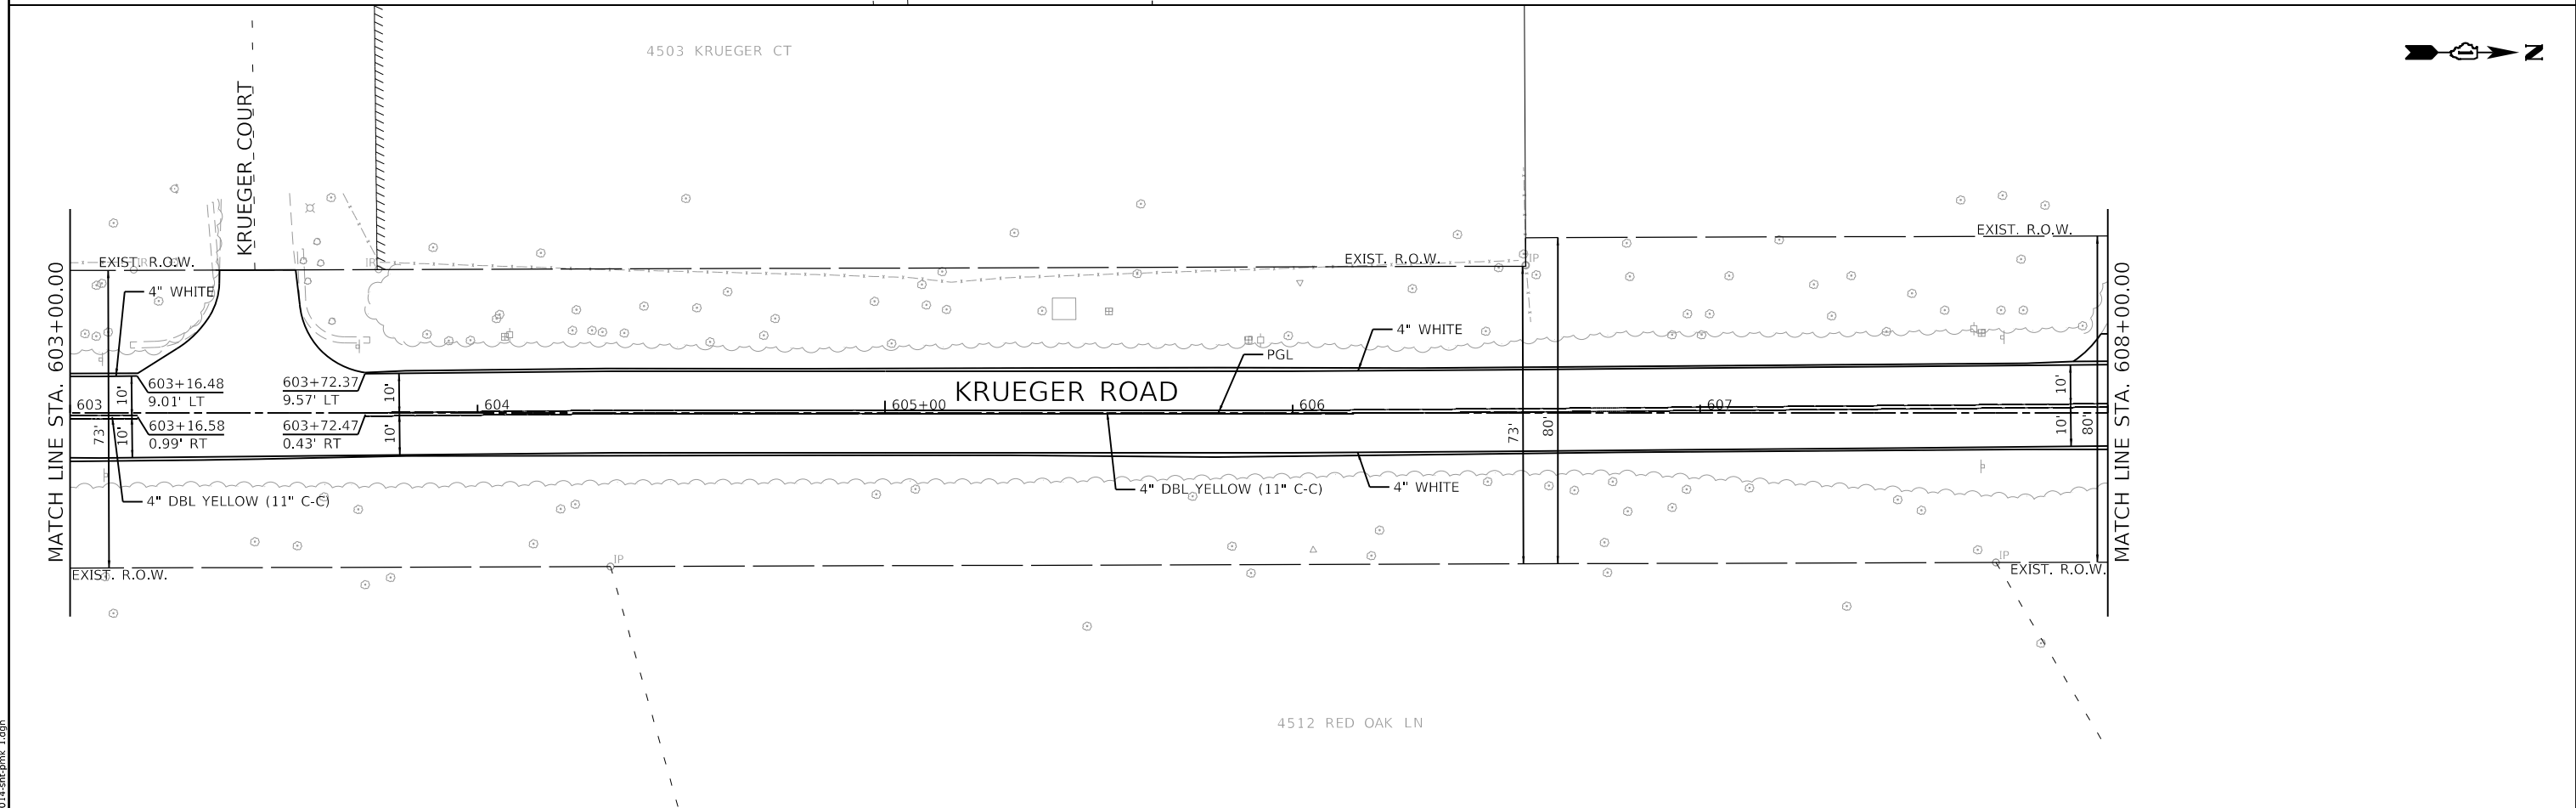 4503 KRUEGER CT
N
KRUEGER COURT
EXIST. R.O.W.
IR
EXIST. R.O.W.
IP
EXIST. R.O.W.
4" WHITE
4" WHITE
PGL
MATCH LINE STA. 603+00.00
MATCH LINE STA. 608+00.00
603+16.48
9.01' LT
603+72.37
9.57' LT
10'
10'
10'
KRUEGER ROAD
603
604
605+00
606
607
603+16.58
0.99' RT
603+72.47
0.43' RT
73'
10'
10'
73'
80'
10'
80'
4" DBL YELLOW (11" C-C)
4" DBL YELLOW (11" C-C)
4" WHITE
EXIST. R.O.W.
IP
IP
EXIST. R.O.W.
4512 RED OAK LN